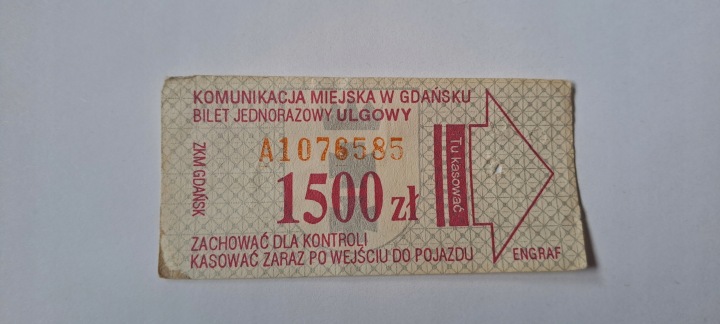 KOMUNIKACJA MIEJSKA W GDAŃSKU
BILET JEDNORAZOWY ULGOWY
A1076585
ZKM GDAŃSK
1500 zł
Tu kasować
ZACHOWAĆ DLA KONTROLI
KASOWAĆ ZARAZ PO WEJŚCIU DO POJAZDU
ENGRAF